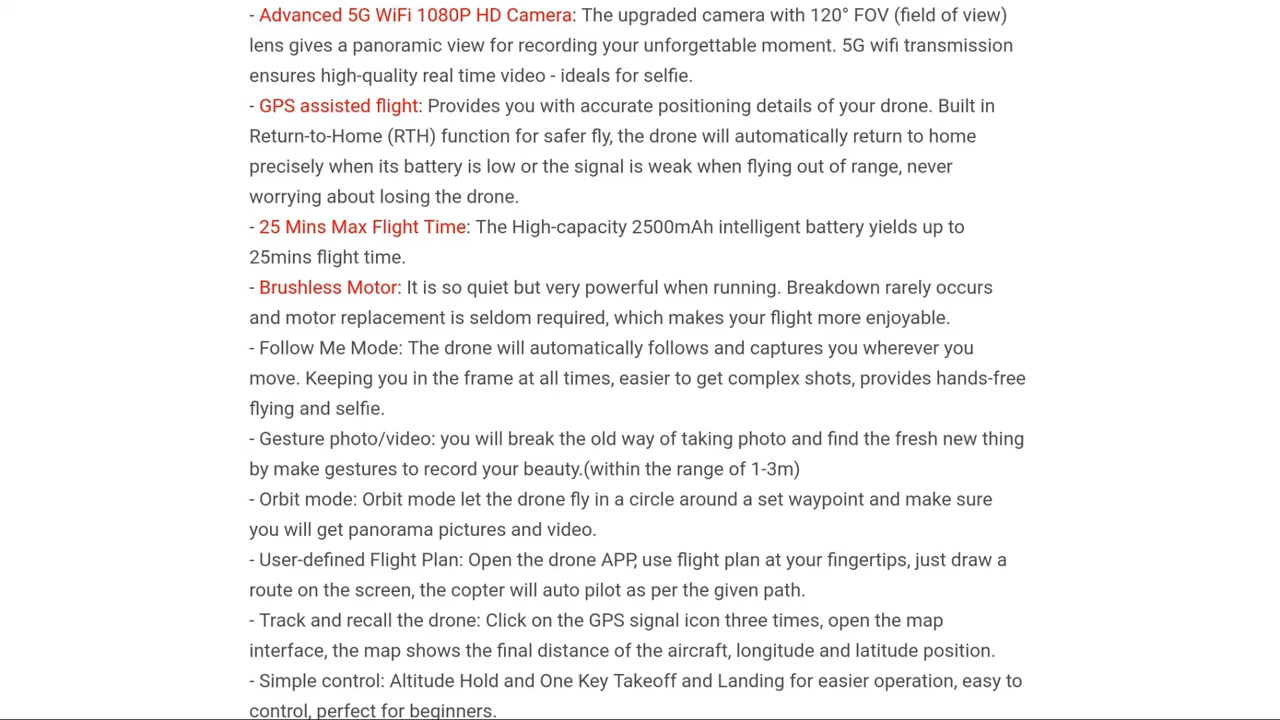 - Advanced 5G WiFi 1080P HD Camera: The upgraded camera with 120° FOV (field of view)
lens gives a panoramic view for recording your unforgettable moment. 5G wifi transmission
ensures high-quality real time video - ideals for selfie.
- GPS assisted flight: Provides you with accurate positioning details of your drone. Built in
Return-to-Home (RTH) function for safer fly, the drone will automatically return to home
precisely when its battery is low or the signal is weak when flying out of range, never
worrying about losing the drone.
- 25 Mins Max Flight Time: The High-capacity 2500mAh intelligent battery yields up to
25mins flight time.
- Brushless Motor: It is so quiet but very powerful when running. Breakdown rarely occurs
and motor replacement is seldom required, which makes your flight more enjoyable.
- Follow Me Mode: The drone will automatically follows and captures you wherever you
move. Keeping you in the frame at all times, easier to get complex shots, provides hands-free
flying and selfie.
- Gesture photo/video: you will break the old way of taking photo and find the fresh new thing
by make gestures to record your beauty.(within the range of 1-3m)
- Orbit mode: Orbit mode let the drone fly in a circle around a set waypoint and make sure
you will get panorama pictures and video.
- User-defined Flight Plan: Open the drone APP, use flight plan at your fingertips, just draw a
route on the screen, the copter will auto pilot as per the given path.
- Track and recall the drone: Click on the GPS signal icon three times, open the map
interface, the map shows the final distance of the aircraft, longitude and latitude position.
- Simple control: Altitude Hold and One Key Takeoff and Landing for easier operation, easy to
control, perfect for beginners.